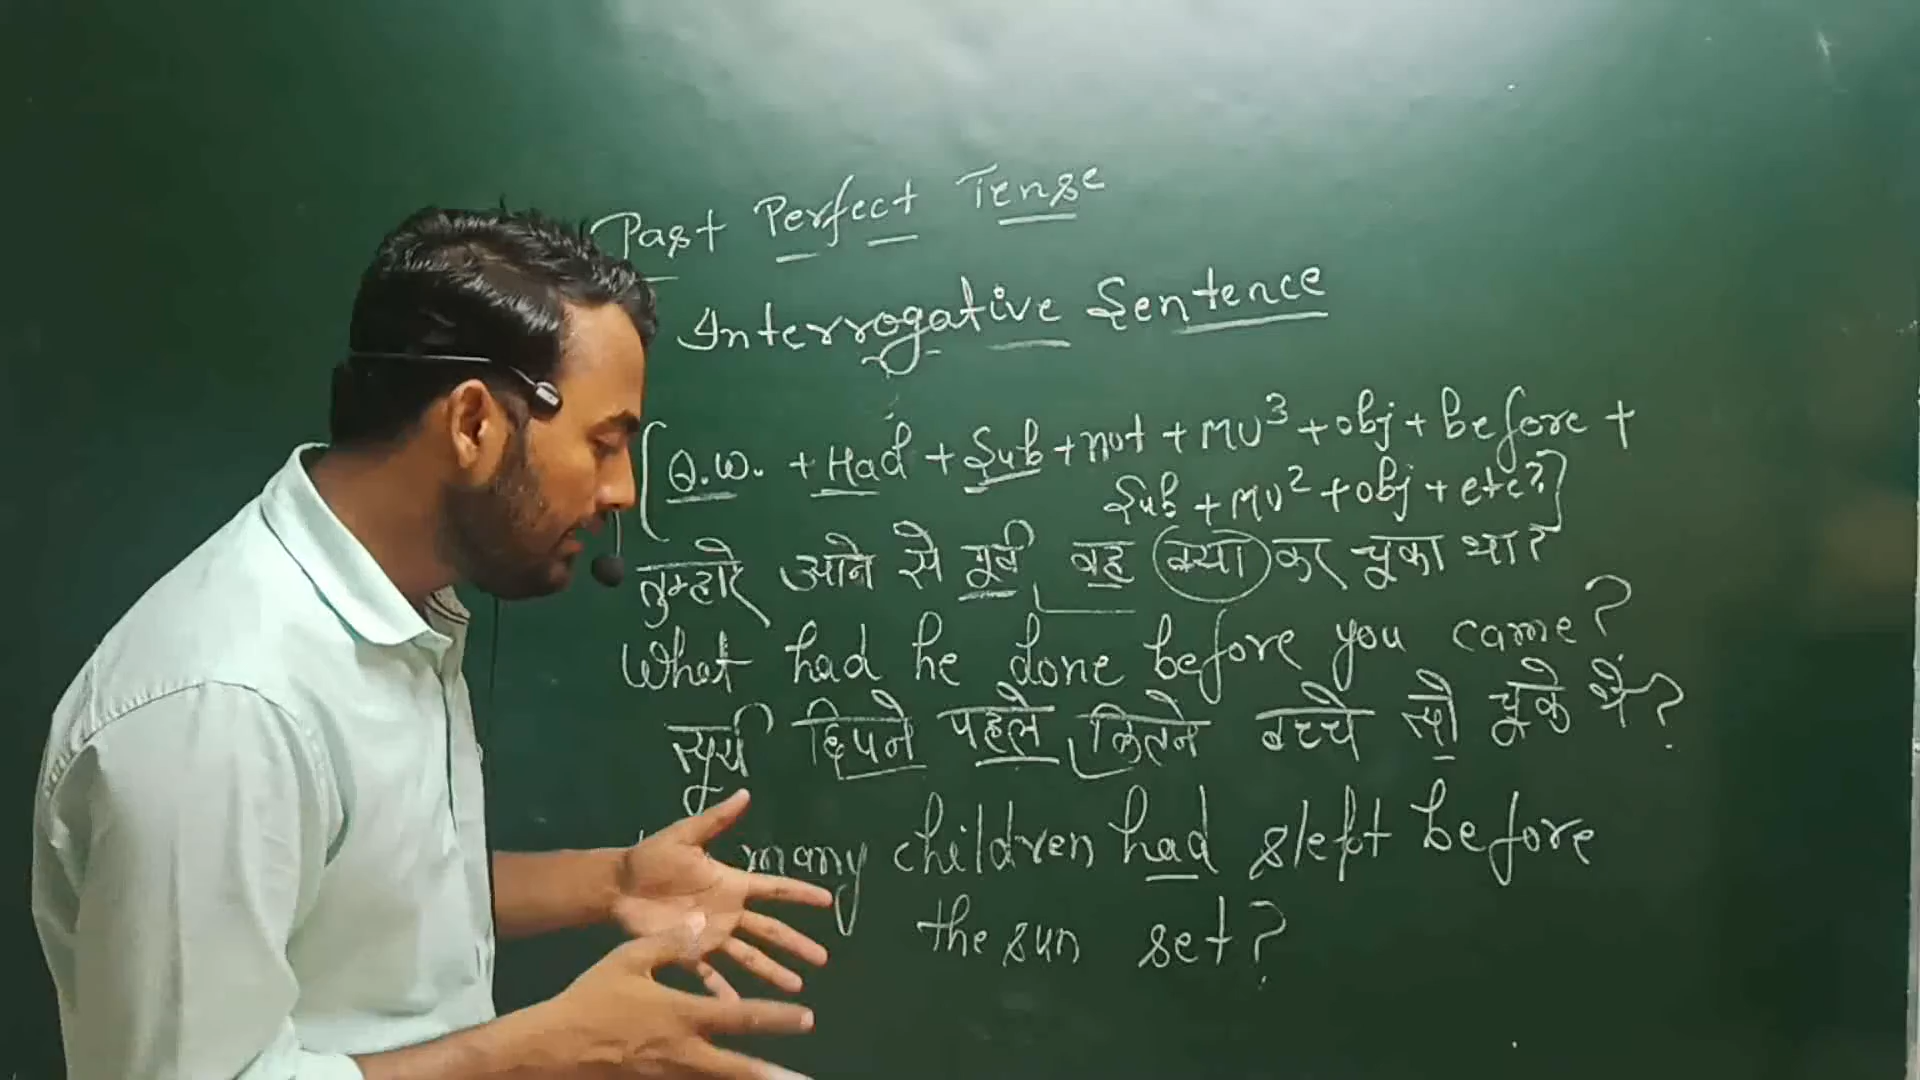 Past Perfect Tense
Interrogative Sentence
[Q.W. + Had + Sub + not + MV3 + obj + before +
Sub + MV2 + obj + etc?]
तुम्हारे आने से पूर्व वह क्या कर चूका था?
What had he done before you came?
सूर्य छिपने पहले कितने बच्चे सो चूके थे?
many children had slept before
the sun set?